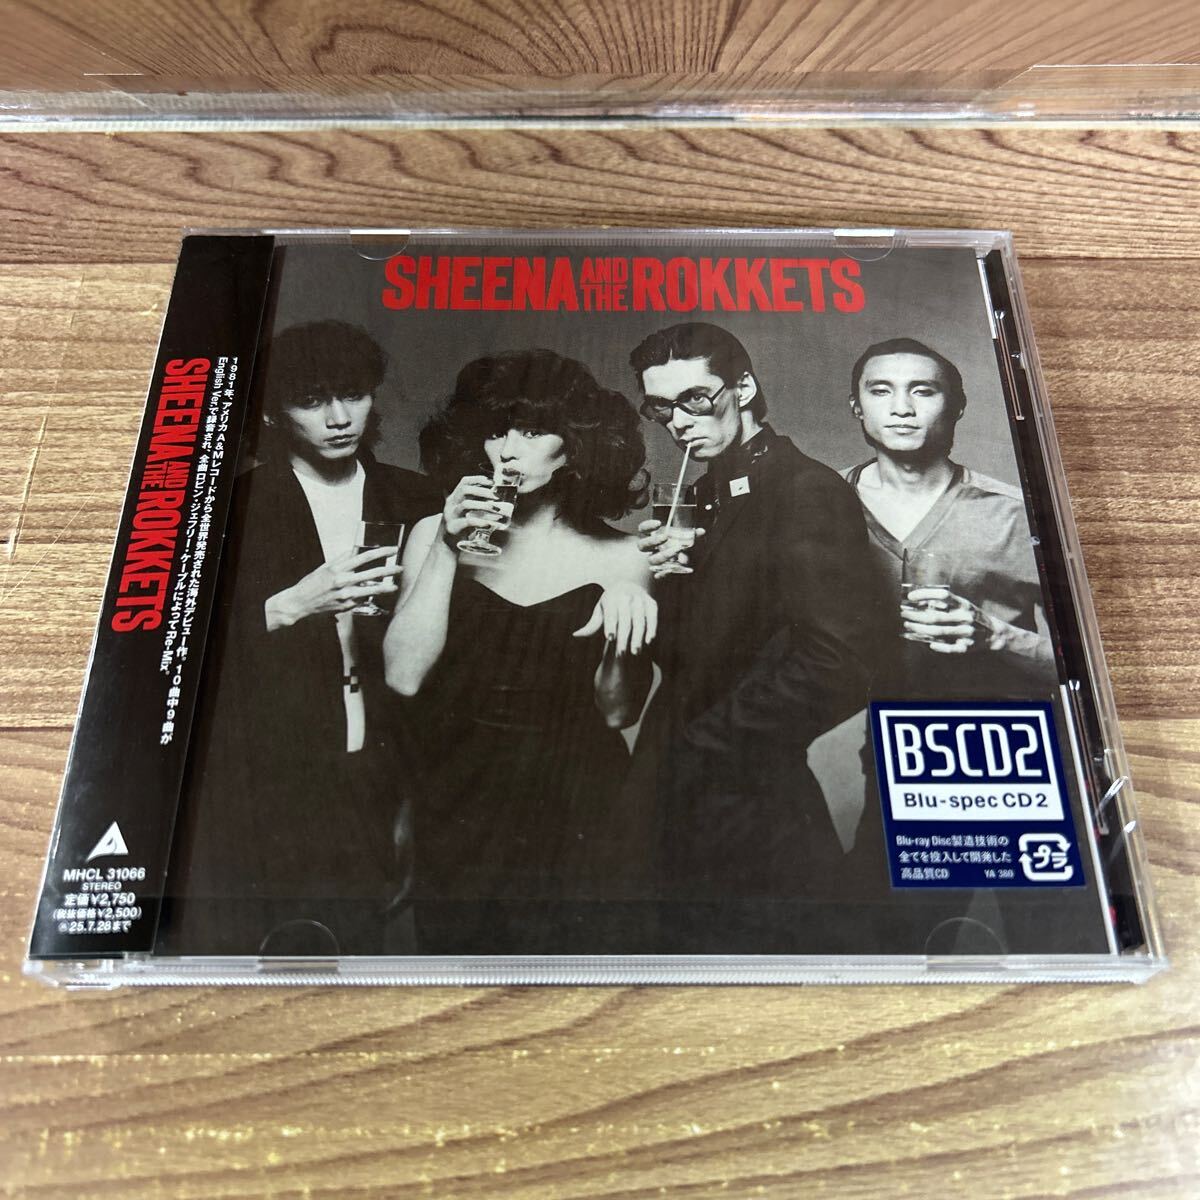 SHEENA AND THE ROKKETS
1981年、アメリカA&Mレコードから全世界発売された海外デビュー作。10曲中9曲が
English Ver.で録音され、全曲ロビン・ジェフリー・ケーブルによってRe-Mix。
SHEENA AND THE ROKKETS
MHCL 31066
STEREO
定価¥2,750
(税抜価格¥2,500)
25.7.28まで
BSCD2
Blu-spec CD2
Blu-ray Disc製造技術の
全てを投入して開発した
高品質CD YA 380
プラ